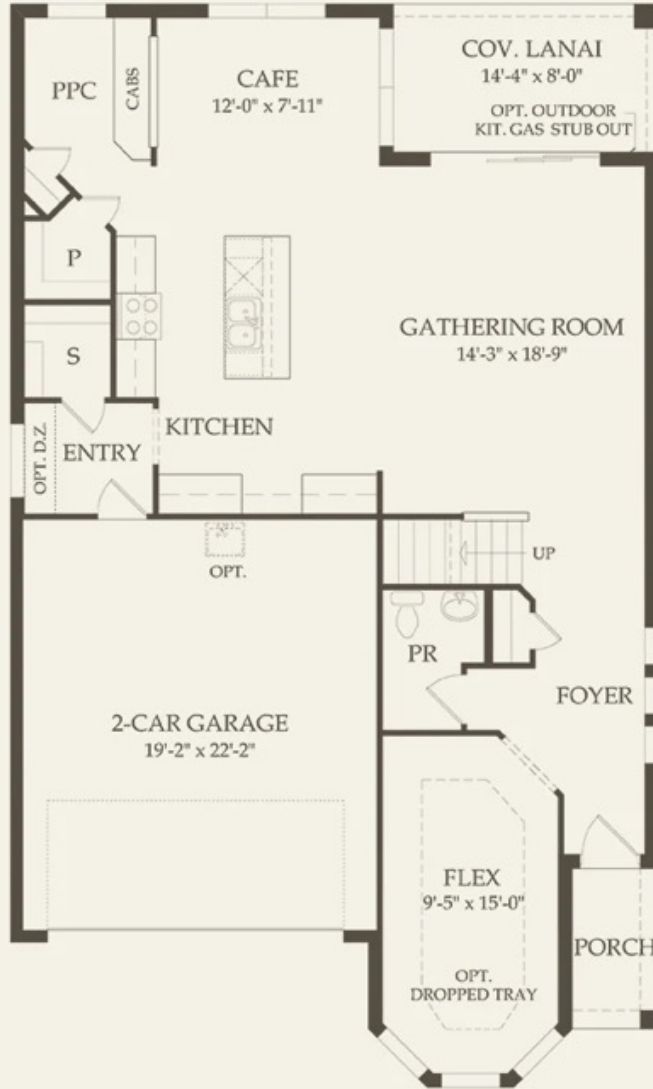 PPC
CABS
CAFE
12'-0" x 7'-11"
COV. LANAI
14'-4" x 8'-0"
OPT. OUTDOOR
KIT. GAS STUB OUT
P
S
GATHERING ROOM
14'-3" x 18'-9"
KITCHEN
ENTRY
OPT. D.Z.
OPT.
UP
PR
FOYER
2-CAR GARAGE
19'-2" x 22'-2"
FLEX
9'-5" x 15'-0"
OPT.
DROPPED TRAY
PORCH